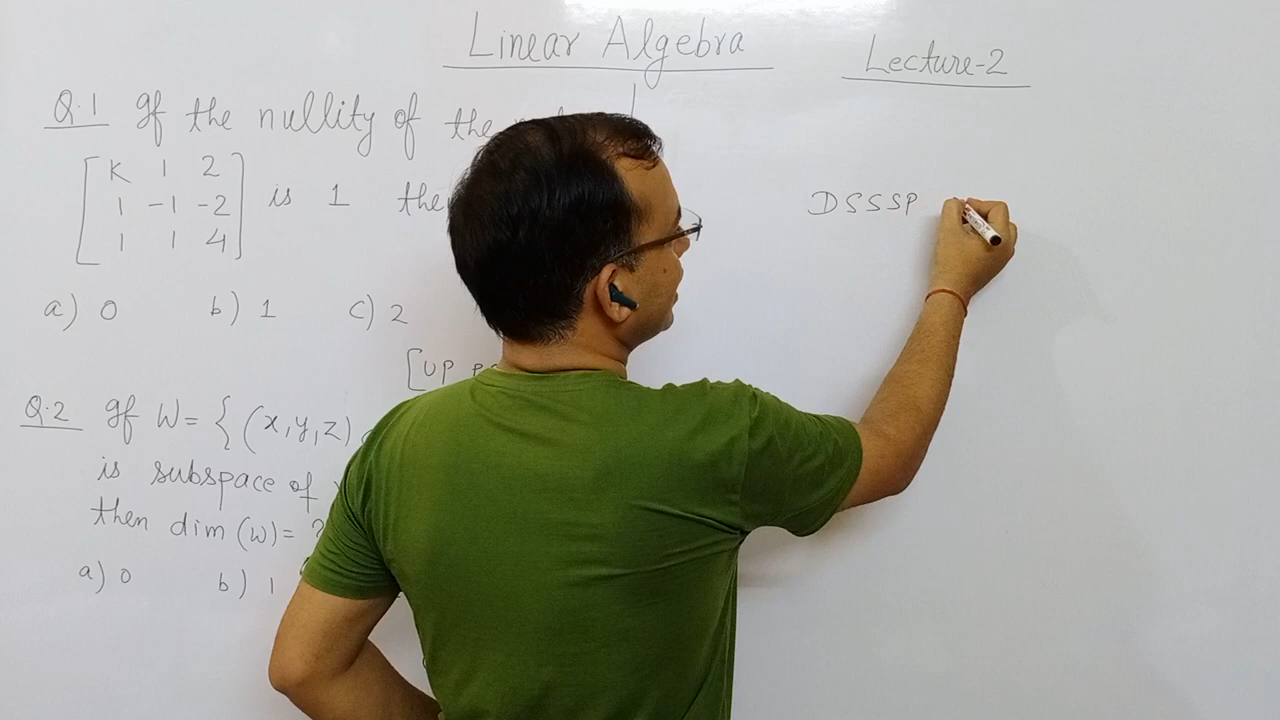 Linear Algebra
Lecture-2
Q.1 If the nullity of the
[K 1 2
1 -1 -2
1 1 4] is 1
a) 0 b) 1 c) 2
[UP
Q.2 If W = { (x,y,z)
is subspace of
then dim (W) = ?
a) 0 b) 1
DSSSP